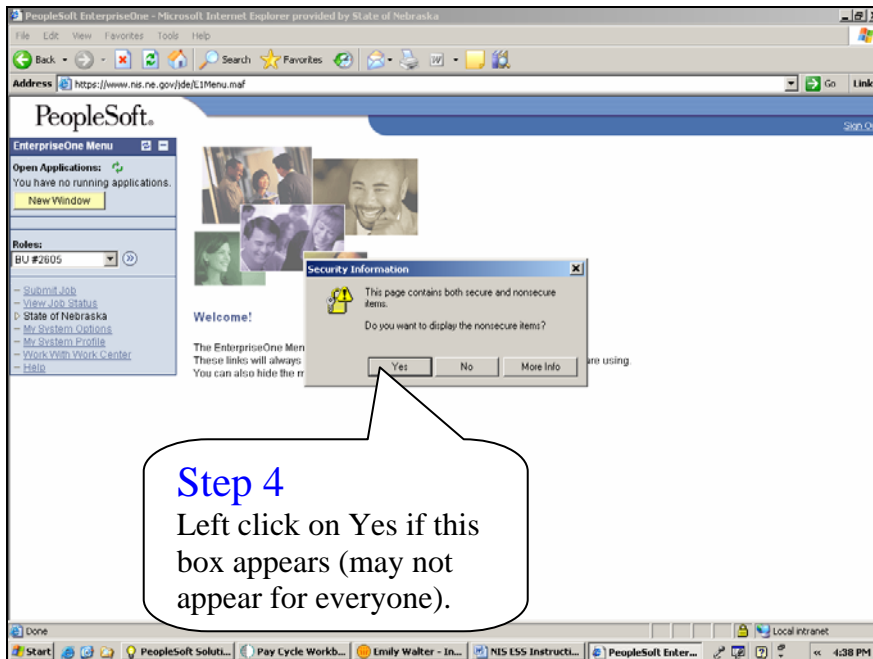 PeopleSoft EnterpriseOne - Microsoft Internet Explorer provided by State of Nebraska
File Edit View Favorites Tools Help
Back Search Favorites
Address https://www.nis.ne.gov/jde/E1Menu.maf Go Link
PeopleSoft.
Sign O
EnterpriseOne Menu
Open Applications:
You have no running applications.
New Window
Roles:
BU #2605
Submit Job
View Job Status
State of Nebraska
My System Options
My System Profile
Work With Work Center
Help
Welcome!
The EnterpriseOne Men
These links will always are using.
You can also hide the m
Security Information
This page contains both secure and nonsecure
items.
Do you want to display the nonsecure items?
Yes No More Info
Step 4
Left click on Yes if this
box appears (may not
appear for everyone).
Done Local intranet
Start PeopleSoft Soluti... Pay Cycle Workb... Emily Walter - In... NIS ESS Instructi... PeopleSoft Enter... 4:38 PM